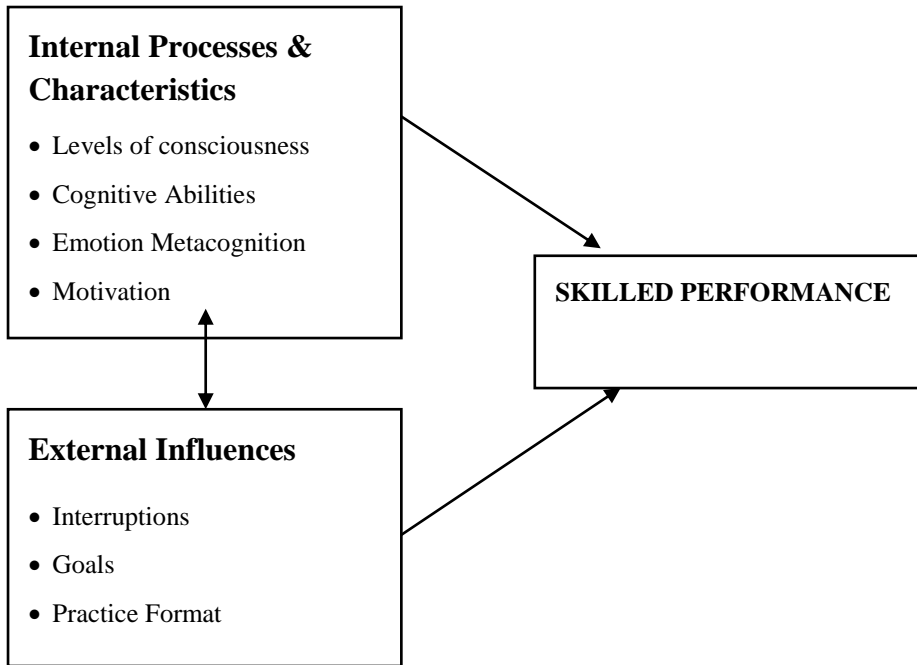 Internal Processes &
Characteristics
• Levels of consciousness
• Cognitive Abilities
• Emotion Metacognition
• Motivation
SKILLED PERFORMANCE
External Influences
• Interruptions
• Goals
• Practice Format